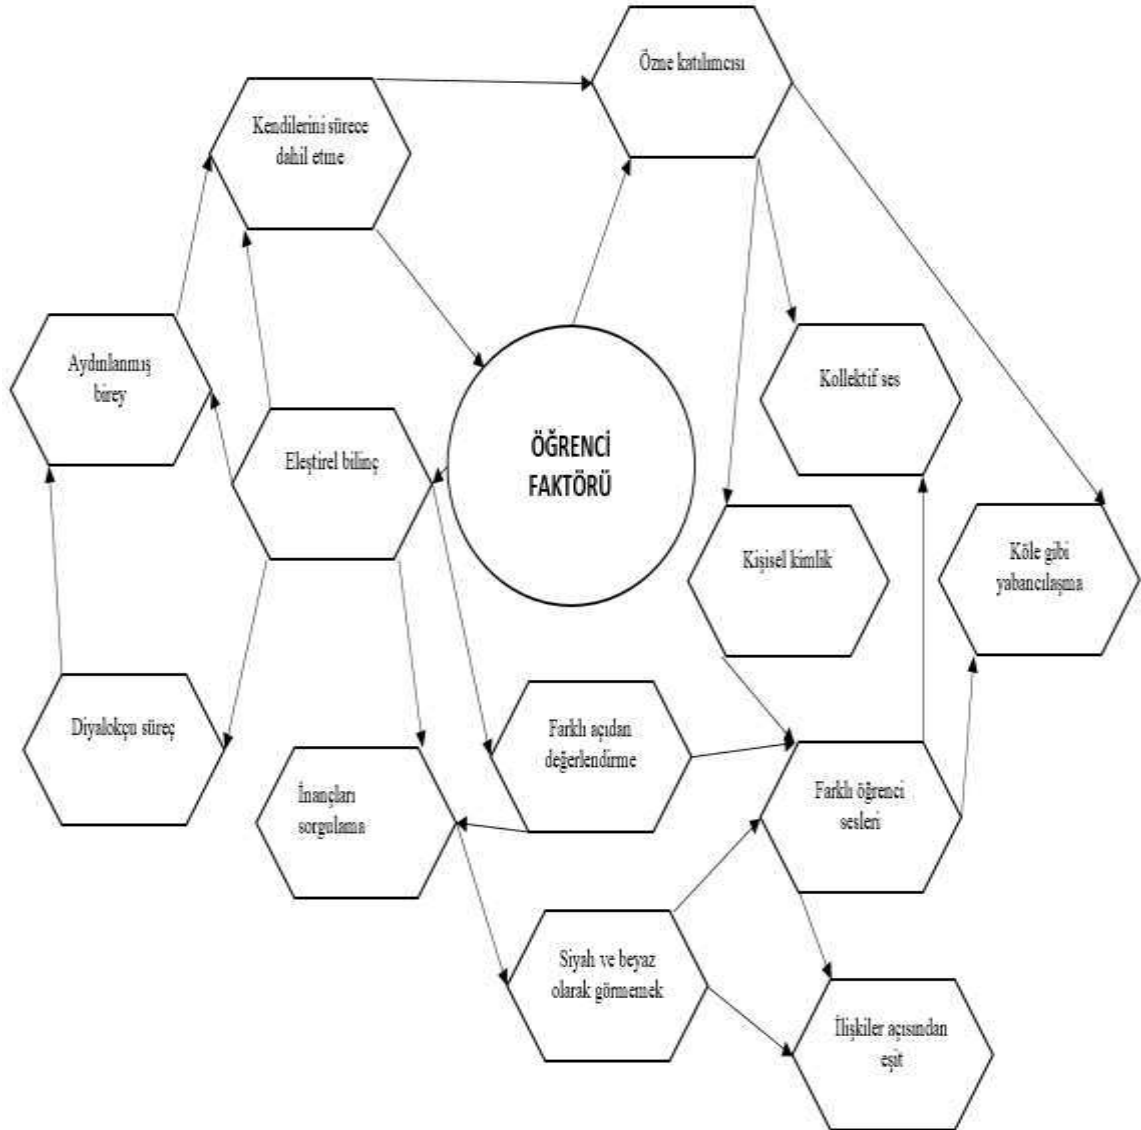 Özne katılımcısı
Kendilerini sürece
dahil etme
Aydınlanmış
birey
Kollektif ses
Eleştirel bilinç
ÖĞRENCİ
FAKTÖRÜ
Kişisel kimlik
Köle gibi
yabancılaşma
Diyalokçu süreç
Farklı açıdan
değerlendirme
İnançları
sorgulama
Farklı öğrenci
sesleri
Siyah ve beyaz
olarak görmemek
İlişkiler açısından
eşit